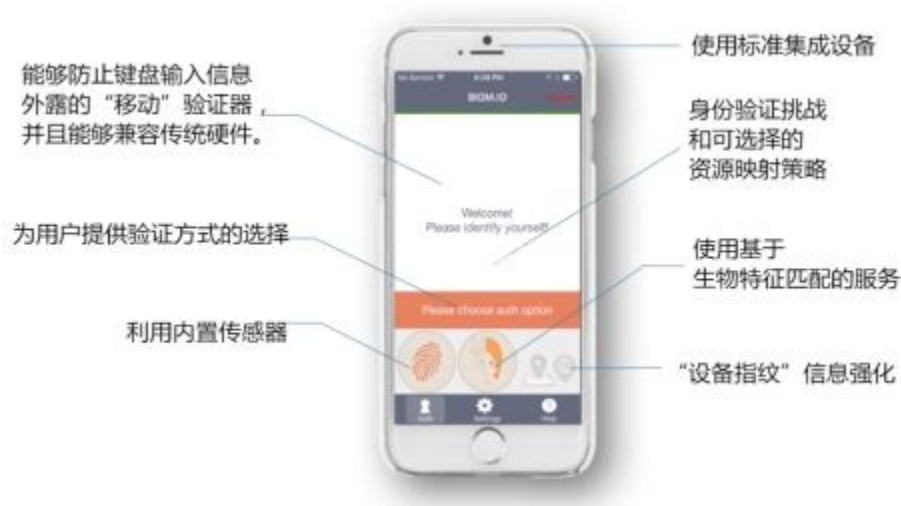 使用标准集成设备
能够防止键盘输入信息
外露的“移动”验证器，
并且能够兼容传统硬件。
身份验证挑战
和可选择的
资源映射策略
No Service
BIOM.IO
Welcome!
Please identify yourself!
为用户提供验证方式的选择
使用基于
生物特征匹配的服务
Please choose auth option
利用内置传感器
“设备指纹”信息强化
Settings
Help